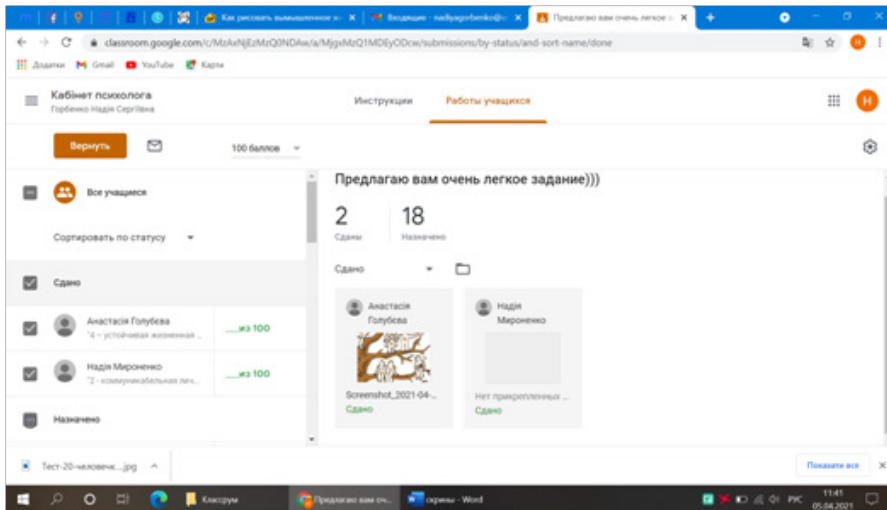 Как рисовать вымышленное
Входящие - nadiyagorbenko@
Предлагаю вам очень легкое з
classroom.google.com/c/MzAxNjEzMzQ0NDAw/a/MjgxMzQ1MDEyODcw/submissions/by-status/and-sort-name/done
Додатки
Gmail
YouTube
Карти
Кабінет психолога
Горбенко Надія Сергіївна
Инструкции
Работы учащихся
Н
Вернуть
100 баллов
Все учащиеся
Сортировать по статусу
Сдано
Анастасія Голубєва
"4 – устойчивая жизненная ...
___из 100
Надія Мироненко
"2 - коммуникабельная лич...
___из 100
Назначено
Предлагаю вам очень легкое задание)))
2
18
Сданы
Назначено
Сдано
Анастасія
Голубєва
Screenshot_2021-04-...
Сдано
Надія
Мироненко
Нет прикрепленных ...
Сдано
Тест-20-человечк....jpg
Показати все
Класрум
Предлагаю вам оч...
скрины - Word
РУС
11:41
05.04.2021